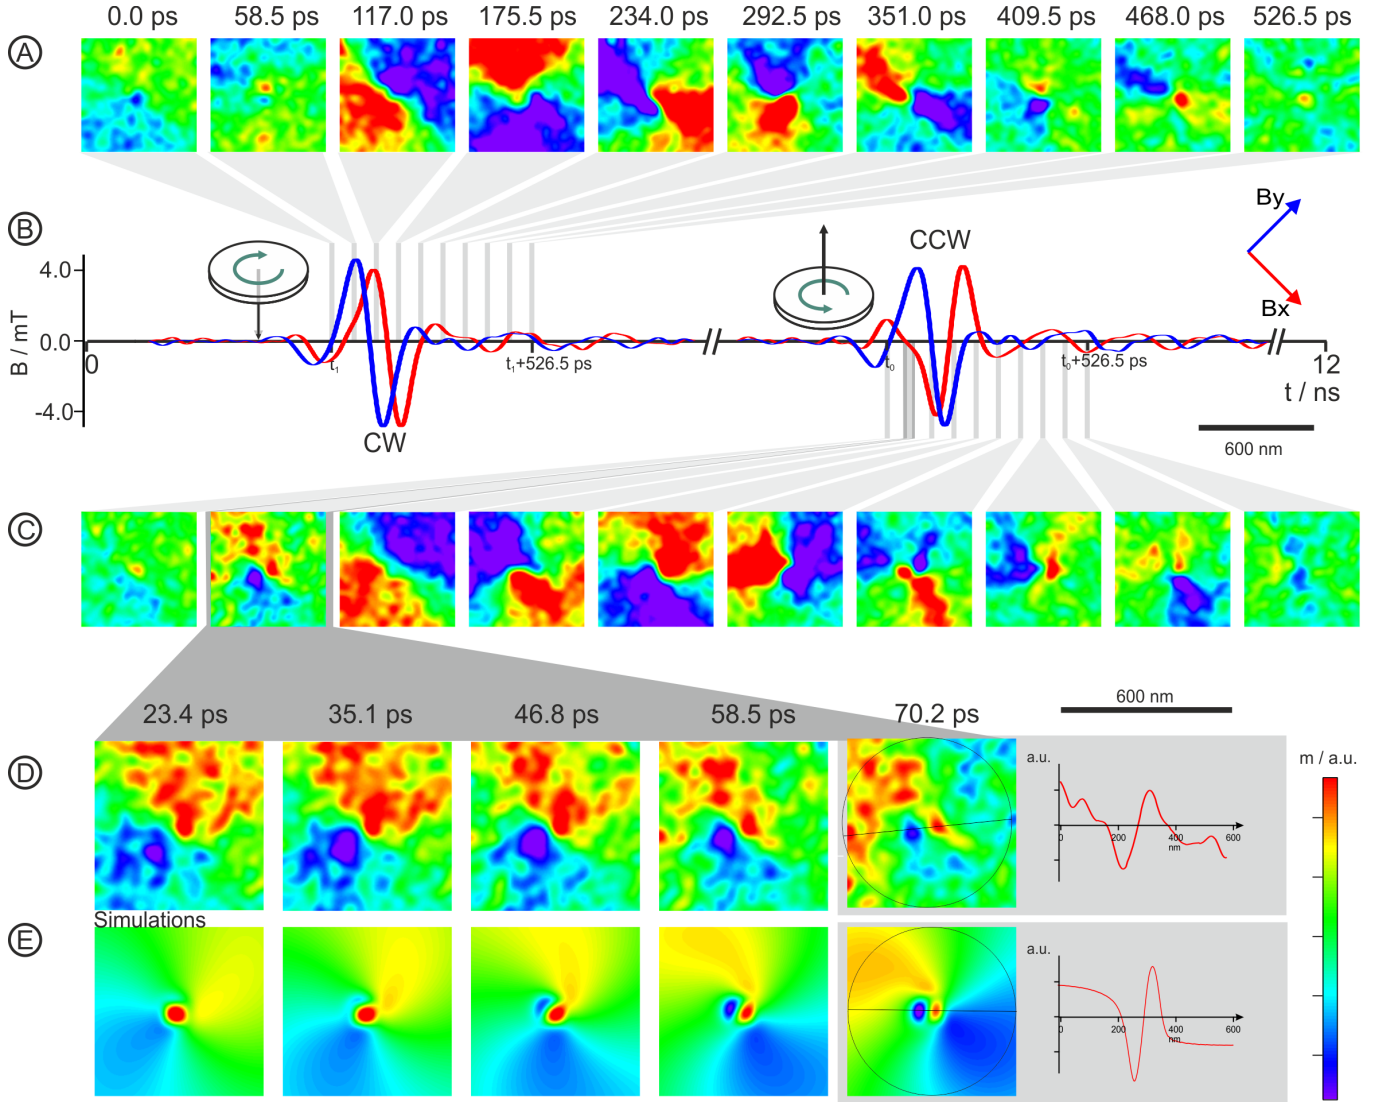 0.0 ps 58.5 ps 117.0 ps 175.5 ps 234.0 ps 292.5 ps 351.0 ps 409.5 ps 468.0 ps 526.5 ps
A
B
By
Bx
CCW
4.0
0.0
-4.0
B / mT
0
t₁
t₁+526.5 ps
t₀
t₀+526.5 ps
12
t / ns
CW
600 nm
C
600 nm
23.4 ps 35.1 ps 46.8 ps 58.5 ps 70.2 ps
D
a.u.
0 200 400 600
nm
m / a.u.
Simulations
E
a.u.
0 200 400 600
nm